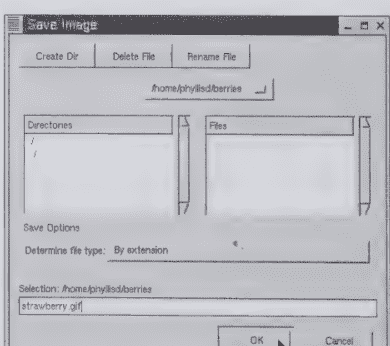 Save Image
Create Dir Delete File Rename File
/home/phyllisd/berries
Directories Files
/
/
Save Options
Determine file type: By extension
Selection: /home/phyllisd/berries
strawberry.gif
OK Cancel